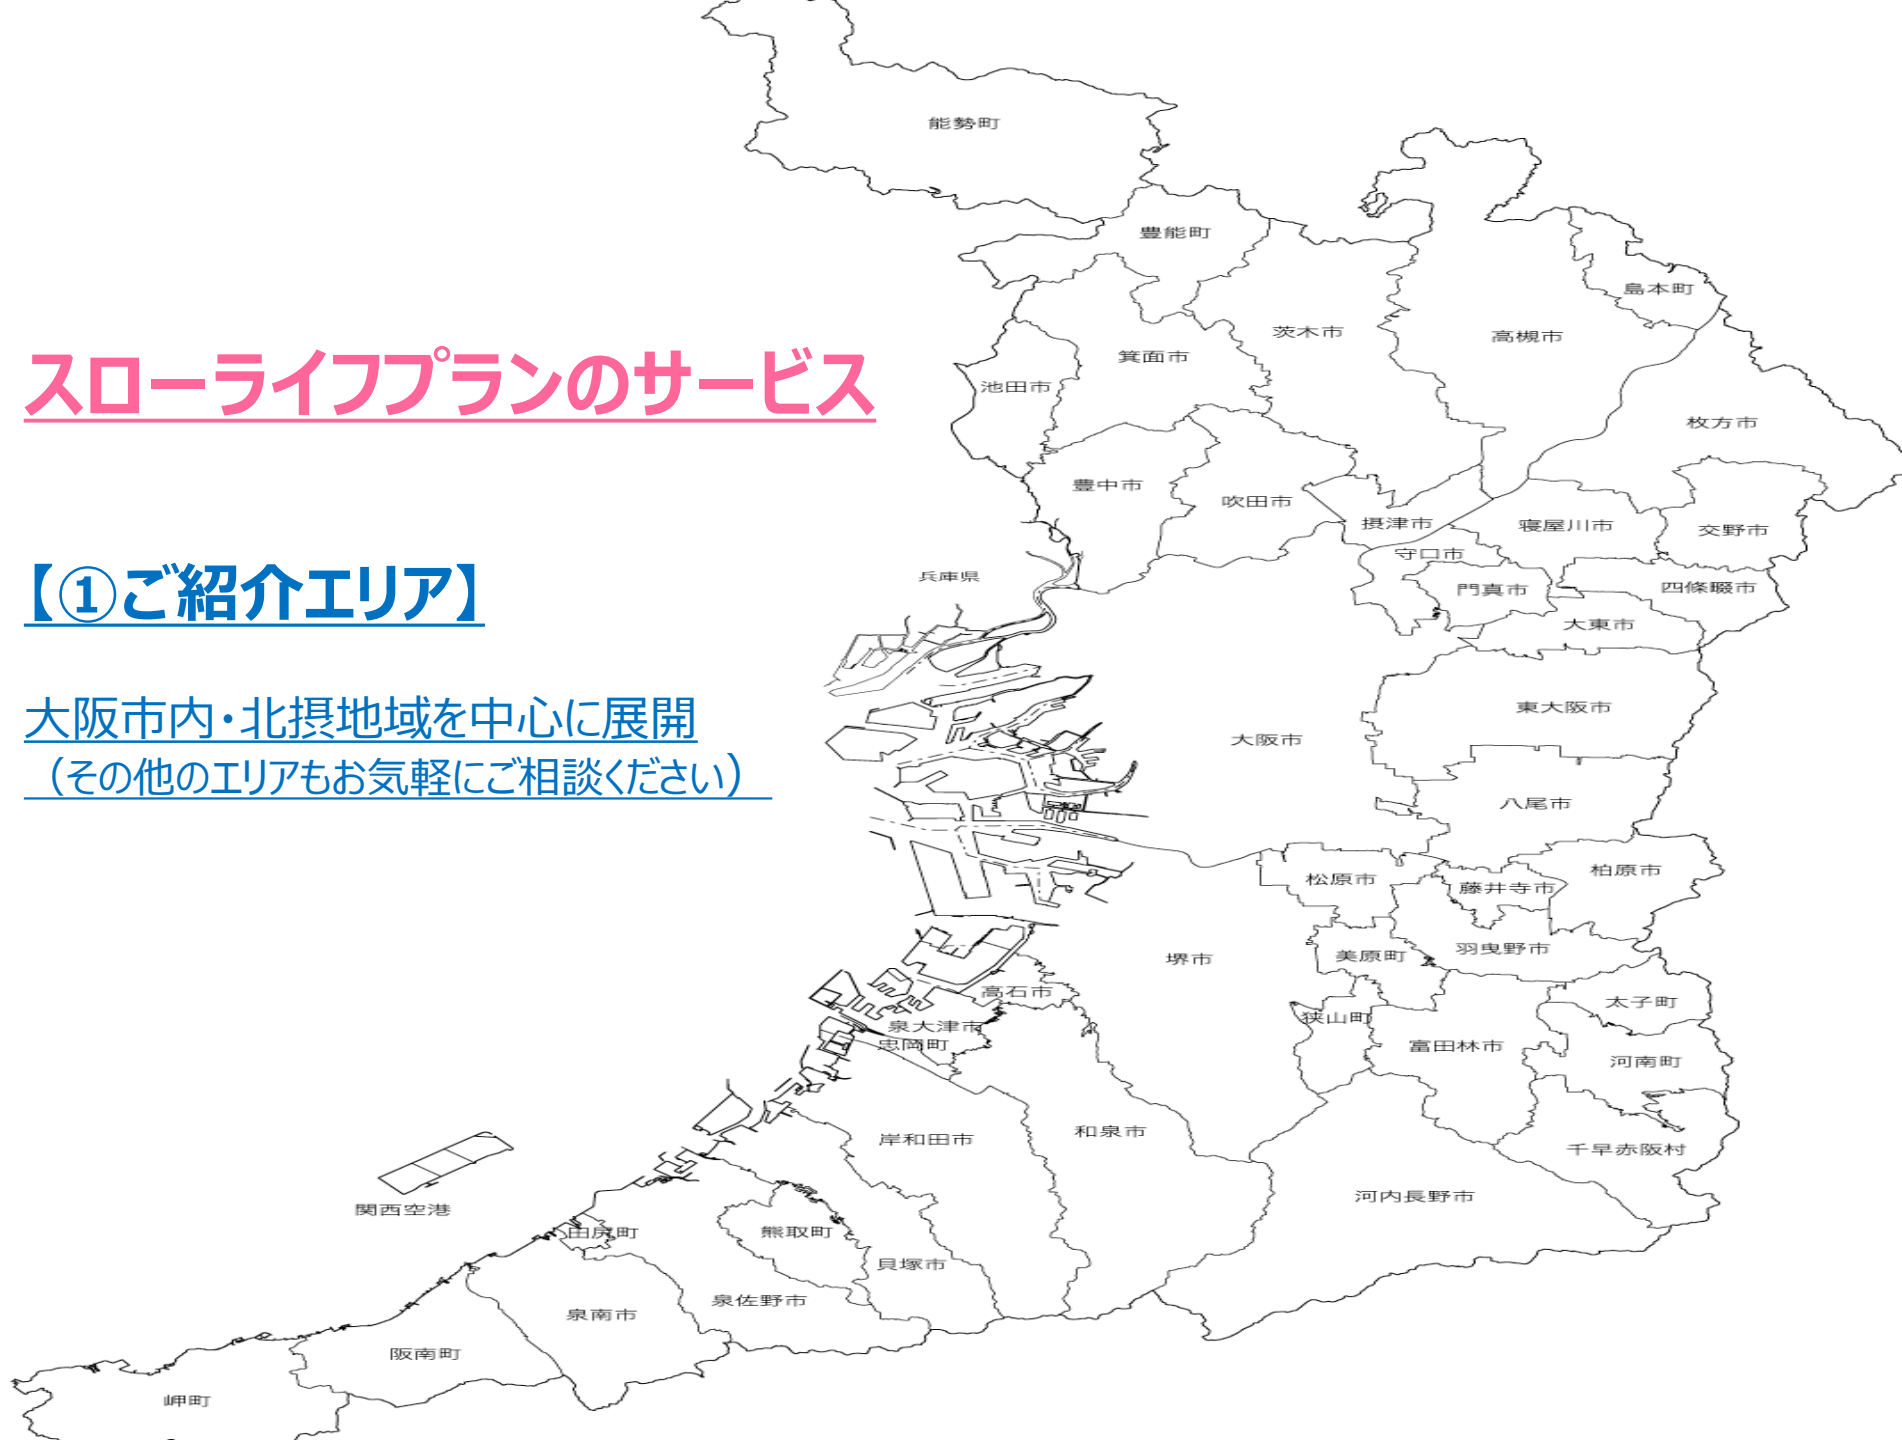 スローライフプランのサービス
【①ご紹介エリア】
大阪市内・北摂地域を中心に展開
（その他のエリアもお気軽にご相談ください）
能勢町
豊能町
島本町
茨木市
高槻市
箕面市
池田市
枚方市
豊中市
吹田市
摂津市
寝屋川市
交野市
守口市
兵庫県
門真市
四條畷市
大東市
東大阪市
大阪市
八尾市
柏原市
松原市
藤井寺市
羽曳野市
美原町
堺市
高石市
太子町
狭山町
泉大津市
忠岡町
富田林市
河南町
和泉市
岸和田市
千早赤阪村
河内長野市
関西空港
田尻町
熊取町
貝塚市
泉佐野市
泉南市
阪南町
岬町